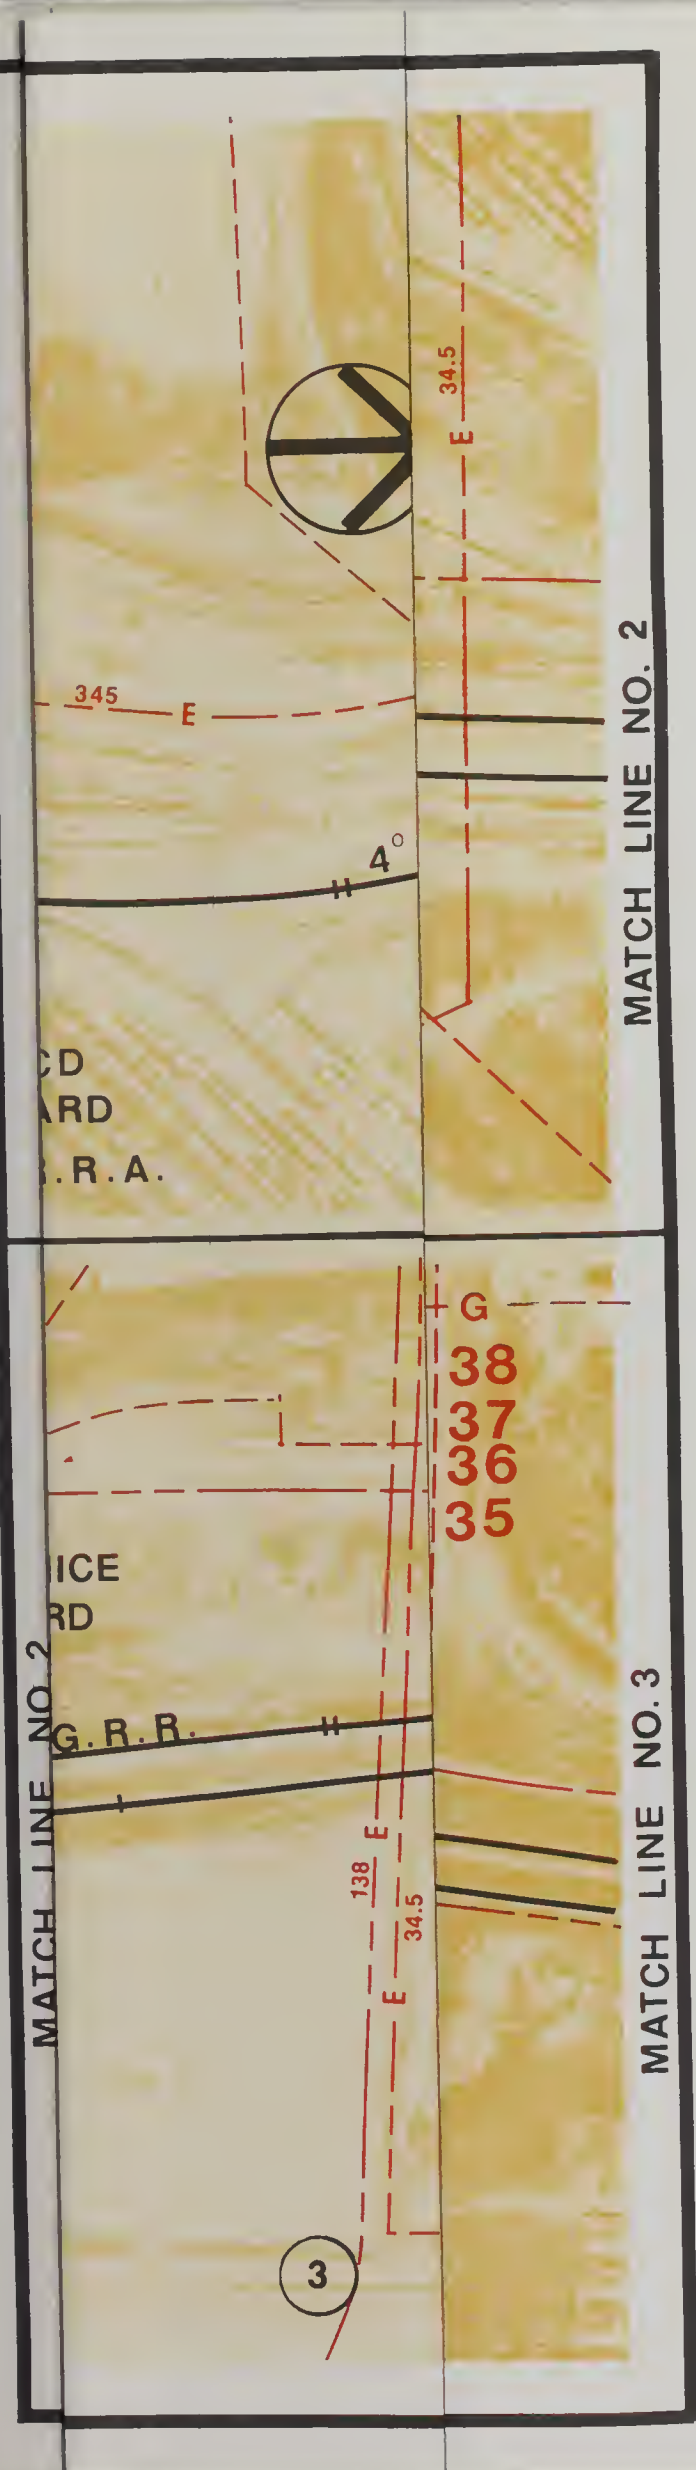 34.5
E
MATCH LINE NO. 2
345
E
4°
CD
ARD
.R.A.
G
38
37
36
35
ICE
RD
MATCH LINE NO. 2
G.R.R.
MATCH LINE NO. 3
E
138
34.5
E
3